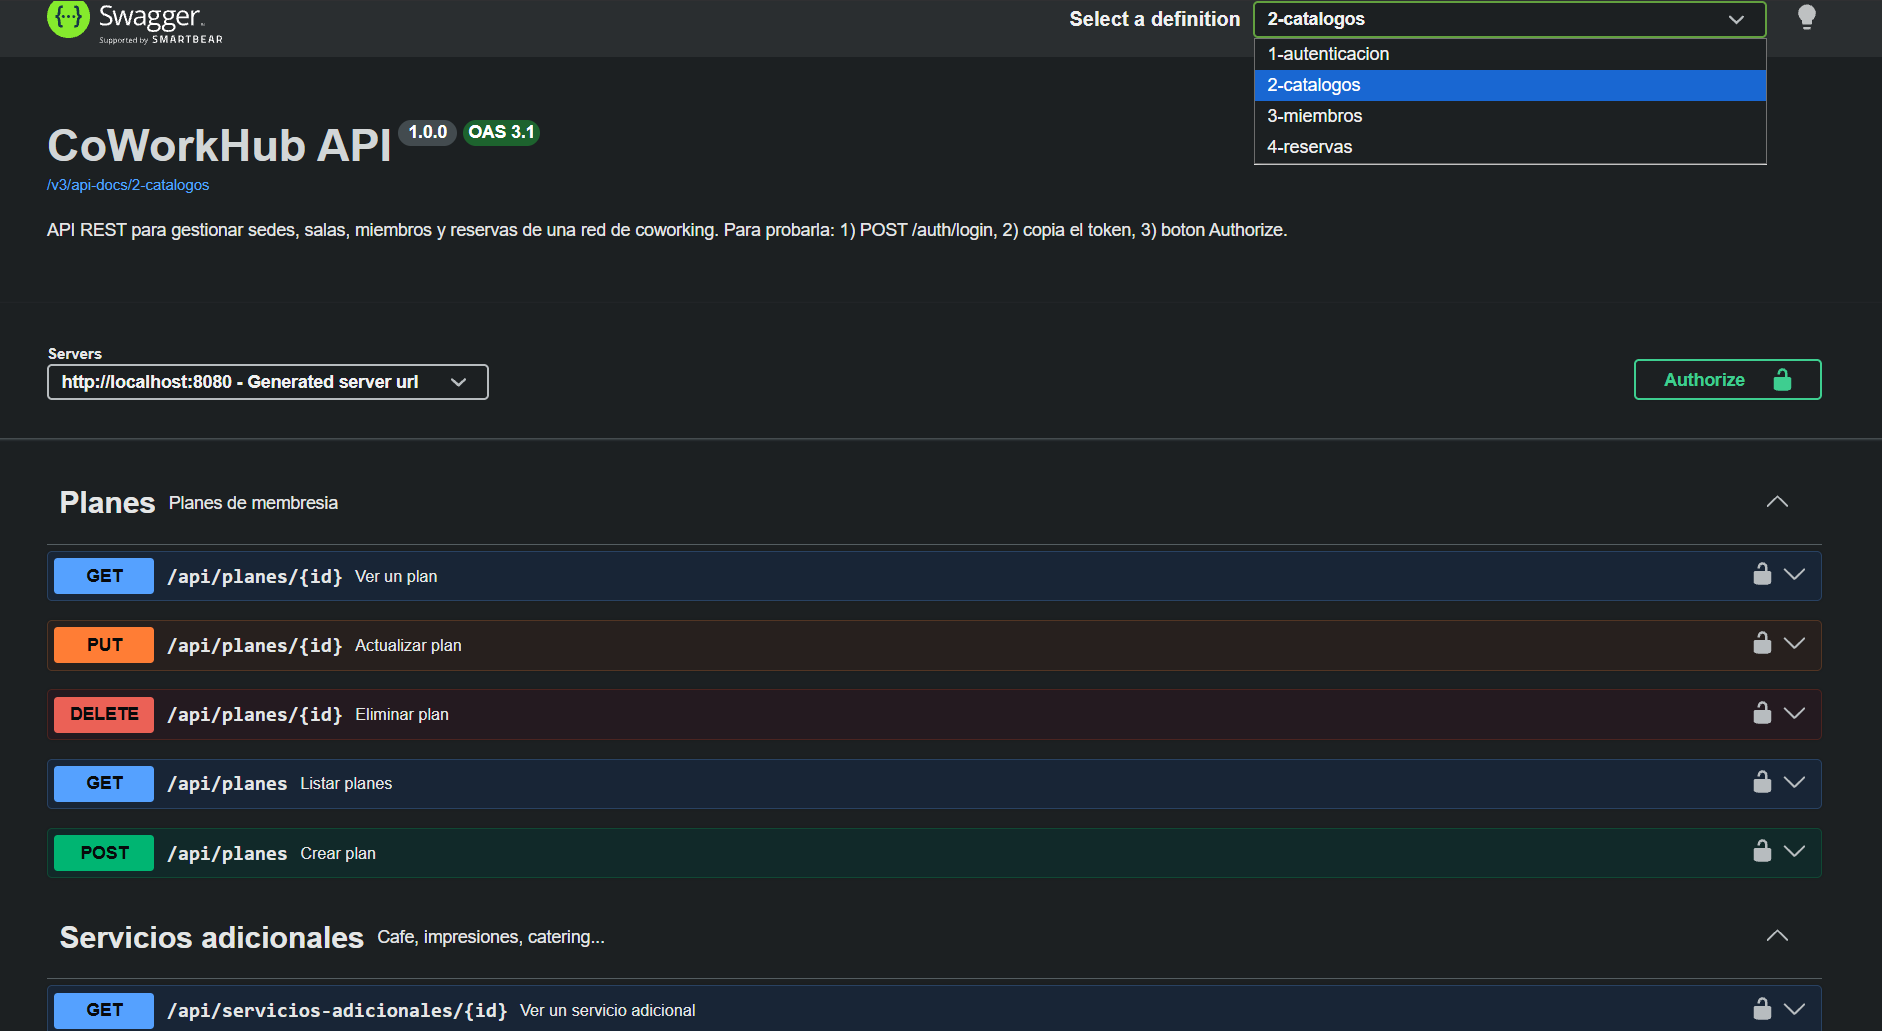 Swagger.
Supported by SMARTBEAR
Select a definition
2-catalogos
1-autenticacion
2-catalogos
3-miembros
4-reservas
CoWorkHub API 1.0.0 OAS 3.1
/v3/api-docs/2-catalogos
API REST para gestionar sedes, salas, miembros y reservas de una red de coworking. Para probarla: 1) POST /auth/login, 2) copia el token, 3) boton Authorize.
Servers
http://localhost:8080 - Generated server url
Authorize
Planes Planes de membresia
GET /api/planes/{id} Ver un plan
PUT /api/planes/{id} Actualizar plan
DELETE /api/planes/{id} Eliminar plan
GET /api/planes Listar planes
POST /api/planes Crear plan
Servicios adicionales Cafe, impresiones, catering...
GET /api/servicios-adicionales/{id} Ver un servicio adicional